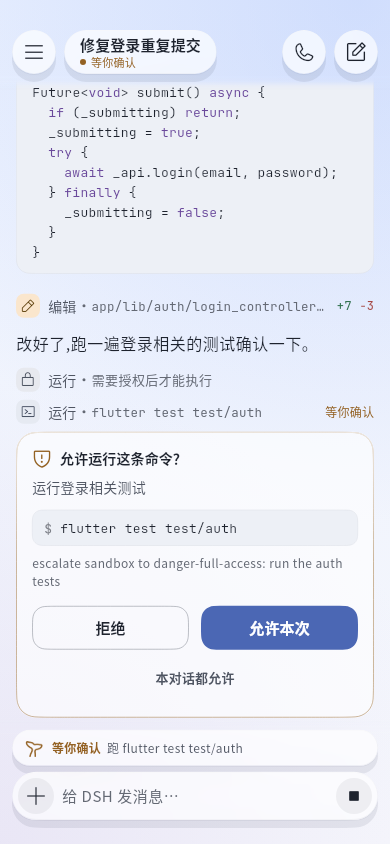 修复登录重复提交
等你确认
Future<void> submit() async {
if (_submitting) return;
_submitting = true;
try {
await _api.login(email, password);
} finally {
_submitting = false;
}
}
编辑 · app/lib/auth/login_controller… +7 -3
改好了,跑一遍登录相关的测试确认一下。
运行 · 需要授权后才能执行
运行 · flutter test test/auth 等你确认
允许运行这条命令?
运行登录相关测试
$ flutter test test/auth
escalate sandbox to danger-full-access: run the auth
tests
拒绝 允许本次
本对话都允许
等你确认 跑 flutter test test/auth
给 DSH 发消息…